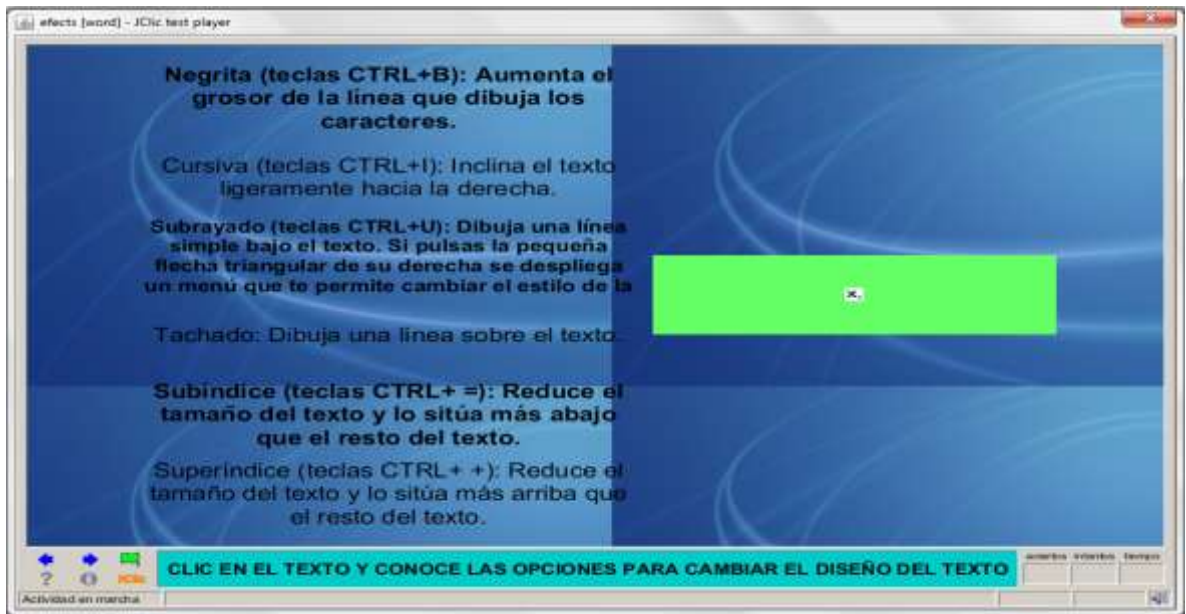 efects (word) - JClic test player
Negrita (teclas CTRL+B): Aumenta el
grosor de la línea que dibuja los
caracteres.
Cursiva (teclas CTRL+I): Inclina el texto
ligeramente hacia la derecha.
Subrayado (teclas CTRL+U): Dibuja una línea
simple bajo el texto. Si pulsas la pequeña
flecha triangular de su derecha se despliega
un menú que te permite cambiar el estilo de la
x,
Tachado: Dibuja una línea sobre el texto.
Subíndice (teclas CTRL+ =): Reduce el
tamaño del texto y lo sitúa más abajo
que el resto del texto.
Superíndice (teclas CTRL+ +): Reduce el
tamaño del texto y lo sitúa más arriba que
el resto del texto.
CLIC EN EL TEXTO Y CONOCE LAS OPCIONES PARA CAMBIAR EL DISEÑO DEL TEXTO
aciertos intentos tiempo
? JClic
Actividad en marcha